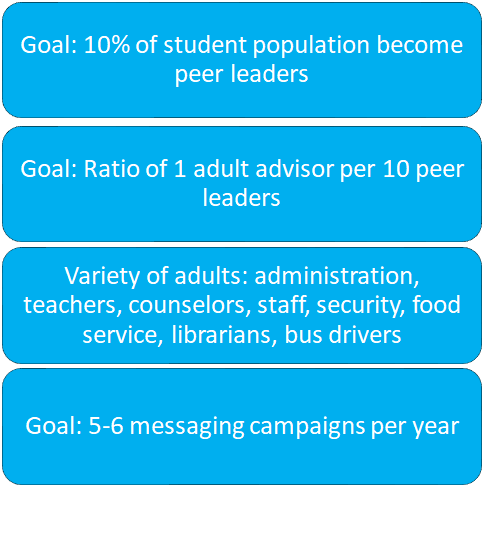 Goal: 10% of student population become
peer leaders
Goal: Ratio of 1 adult advisor per 10 peer
leaders
Variety of adults: administration,
teachers, counselors, staff, security, food
service, librarians, bus drivers
Goal: 5-6 messaging campaigns per year